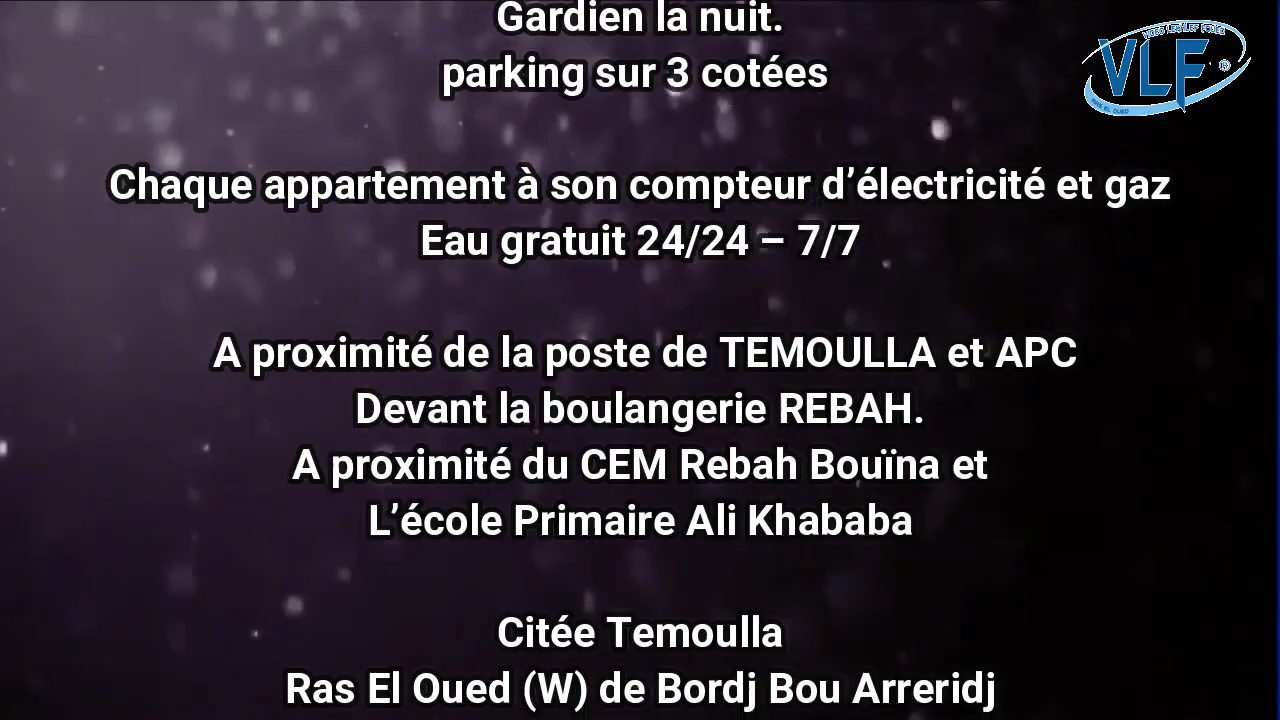 Gardien la nuit.
parking sur 3 cotées
VLF
Chaque appartement à son compteur d’électricité et gaz
Eau gratuit 24/24 – 7/7
A proximité de la poste de TEMOULLA et APC
Devant la boulangerie REBAH.
A proximité du CEM Rebah Bouïna et
L’école Primaire Ali Khababa
Citée Temoulla
Ras El Oued (W) de Bordj Bou Arreridj